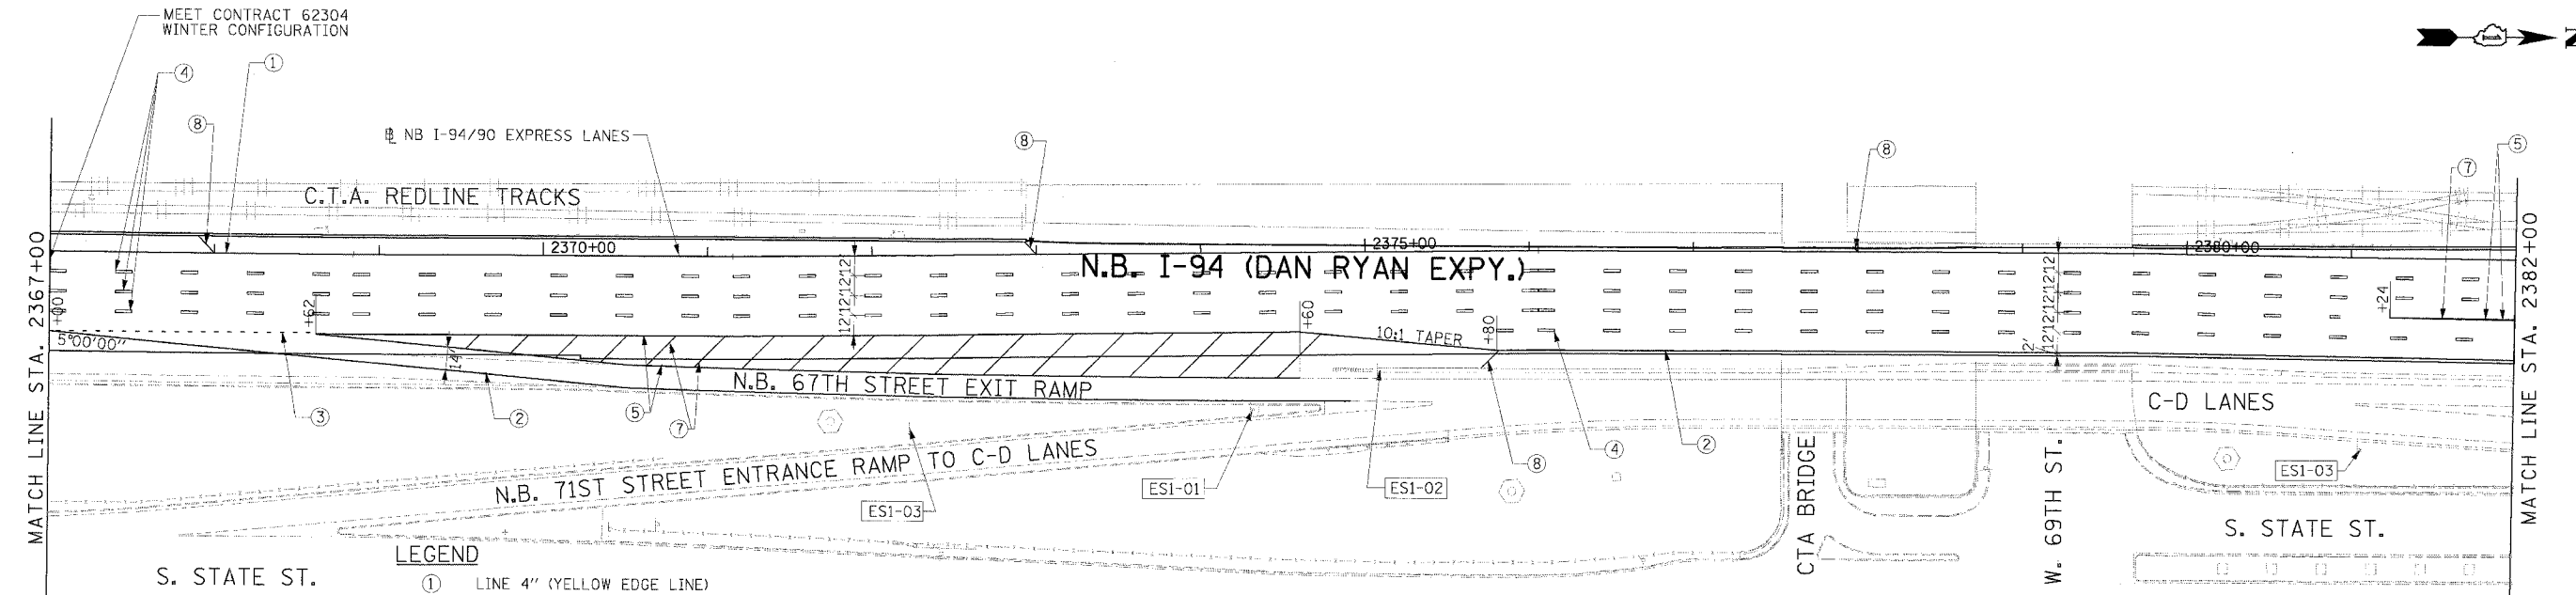 MEET CONTRACT 62304
WINTER CONFIGURATION
4
1
8
℄ NB I-94/90 EXPRESS LANES
8
8
7
5
C.T.A. REDLINE TRACKS
2370+00
2375+00
2380+00
N.B. I-94 (DAN RYAN EXPY.)
MATCH LINE STA. 2367+00
+00
+62
12'12'12'12'
+60
+80
12'12'12'12'12'
2'
+24
MATCH LINE STA. 2382+00
5°00'00"
14'
10:1 TAPER
N.B. 67TH STREET EXIT RAMP
3
2
5
7
8
4
2
C-D LANES
N.B. 71ST STREET ENTRANCE RAMP TO C-D LANES
ES1-03
ES1-01
ES1-02
ES1-03
CTA BRIDGE
W. 69TH ST.
S. STATE ST.
S. STATE ST.
LEGEND
1 LINE 4" (YELLOW EDGE LINE)